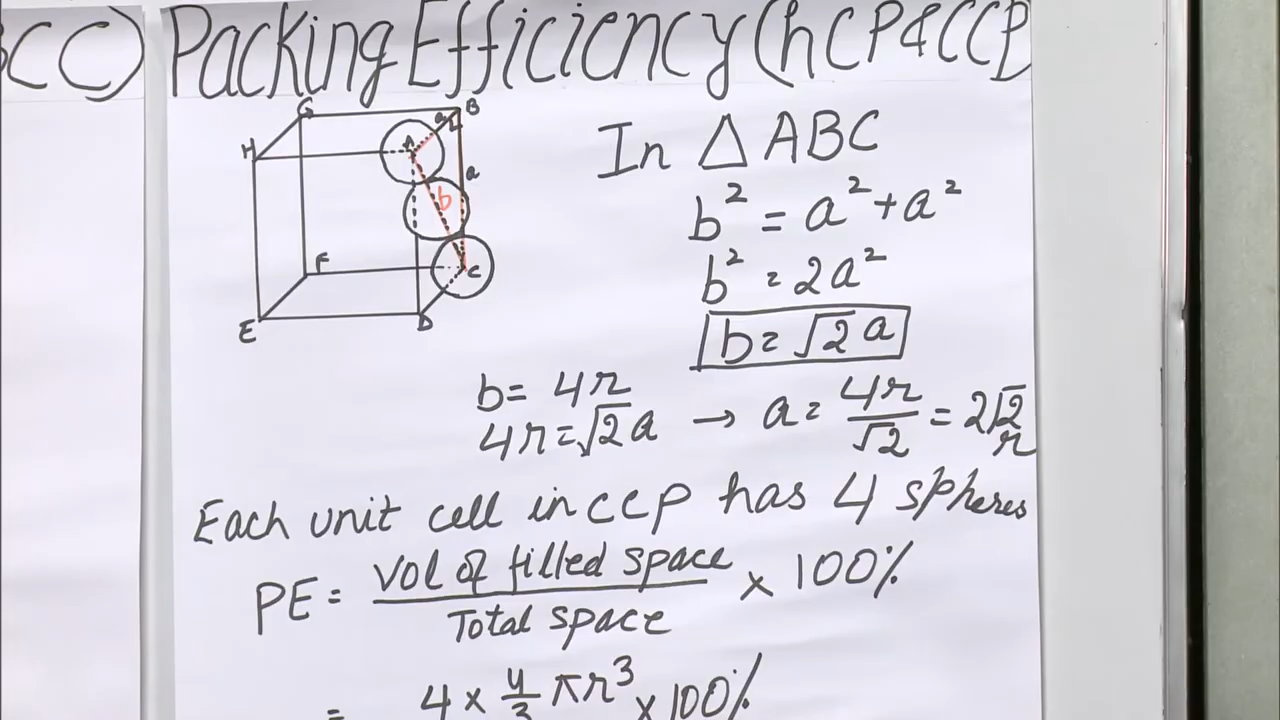 CC) Packing Efficiency (hCP & CCP)
G
B
H
A
a
a
b
F
C
E
D
In △ ABC
b² = a² + a²
b² = 2a²
b = √2 a
b = 4r
4r = √2 a → a = 4r/√2 = 2√2 r
Each unit cell in CCP has 4 spheres
PE = Vol of filled space / Total space × 100%
= 4 × 4/3 πr³ × 100%